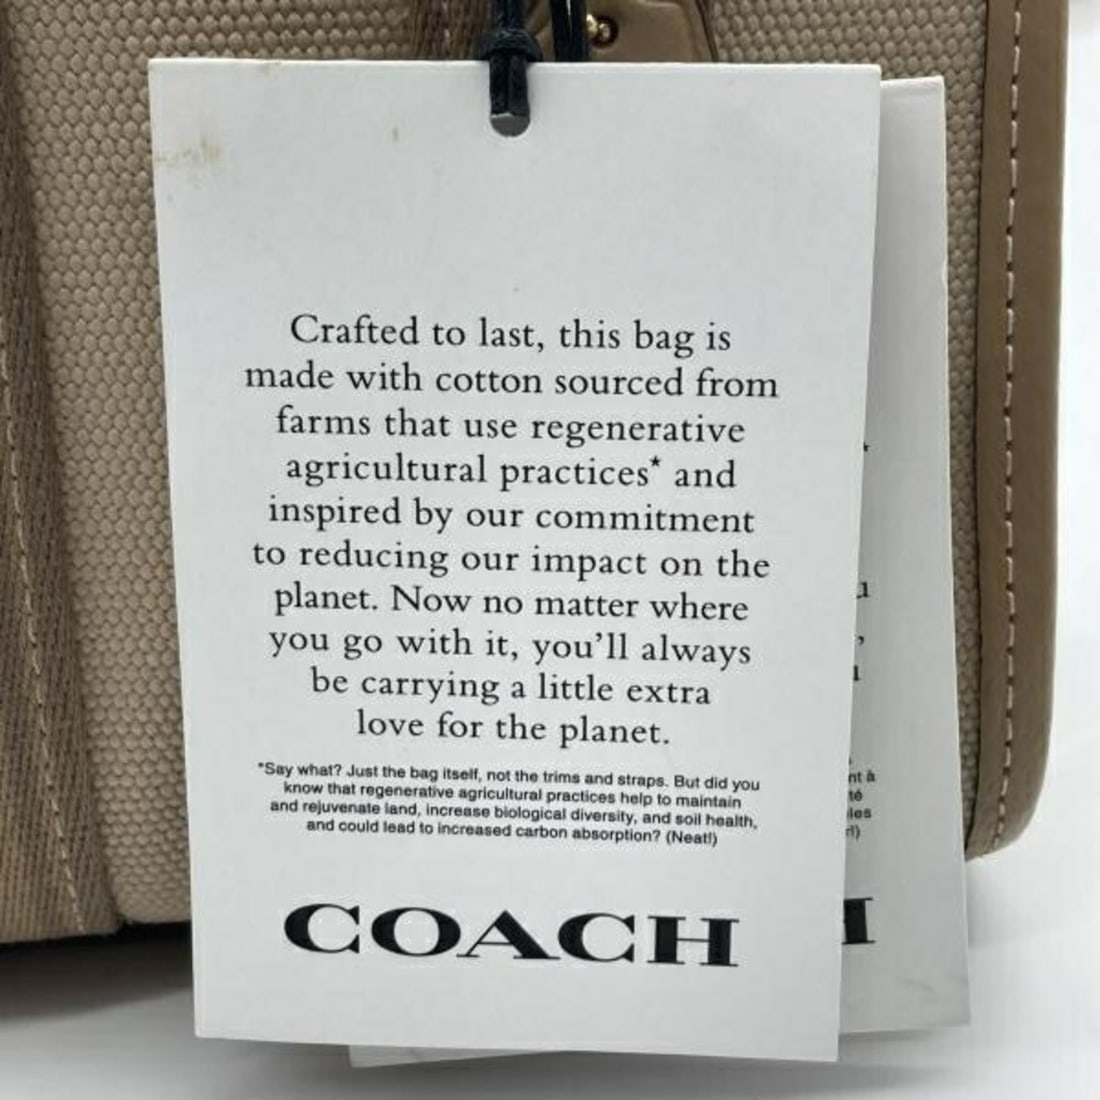 Crafted to last, this bag is
made with cotton sourced from
farms that use regenerative
agricultural practices* and
inspired by our commitment
to reducing our impact on the
planet. Now no matter where
you go with it, you’ll always
be carrying a little extra
love for the planet.
*Say what? Just the bag itself, not the trims and straps. But did you
know that regenerative agricultural practices help to maintain
and rejuvenate land, increase biological diversity, and soil health,
and could lead to increased carbon absorption? (Neat!)
COACH